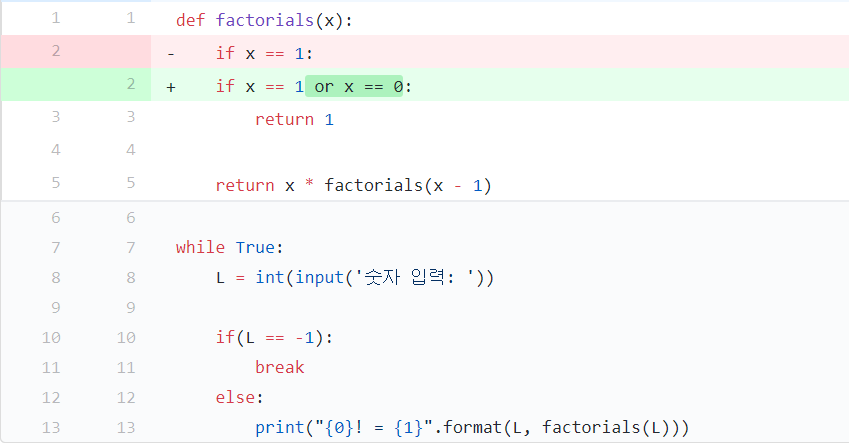 1 1 def factorials(x):
2 - if x == 1:
2 + if x == 1 or x == 0:
3 3 return 1
4 4
5 5 return x * factorials(x - 1)
6 6
7 7 while True:
8 8 L = int(input('숫자 입력: '))
9 9
10 10 if(L == -1):
11 11 break
12 12 else:
13 13 print("{0}! = {1}".format(L, factorials(L)))